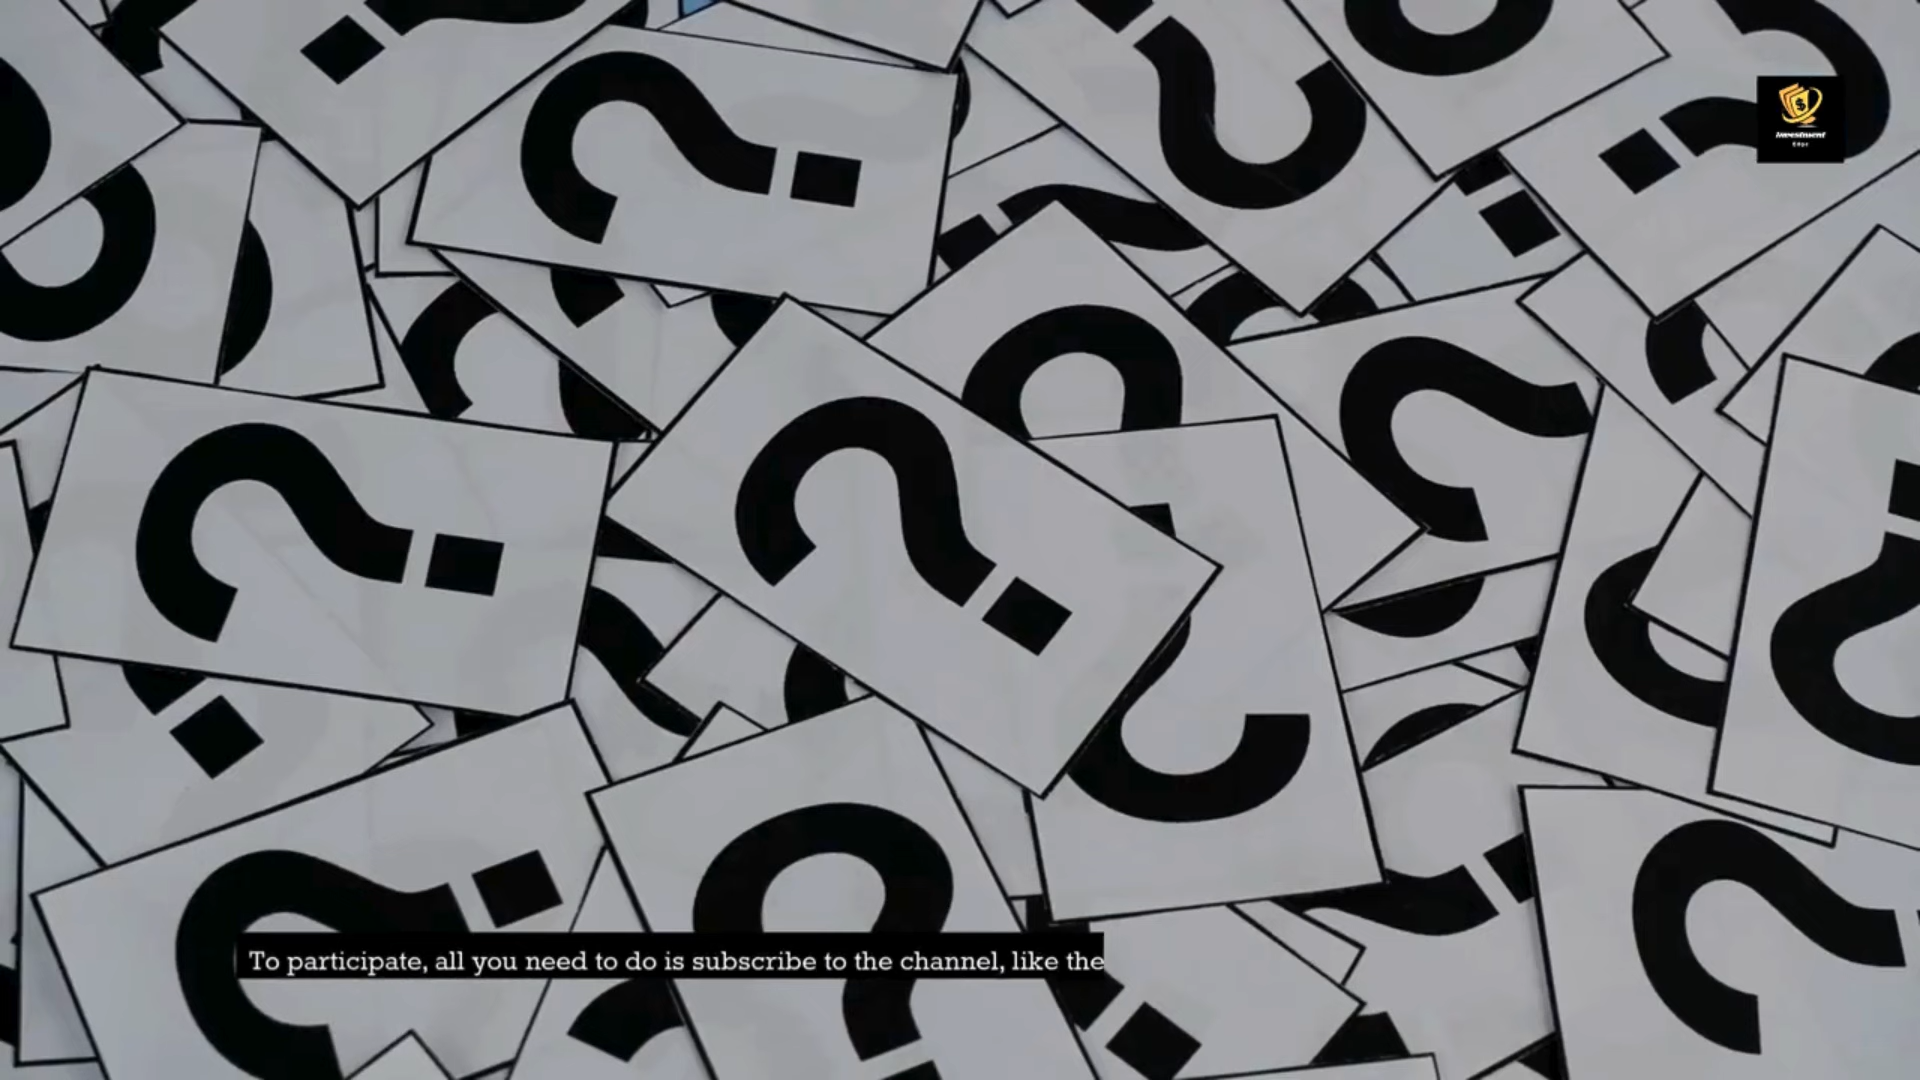 Investment
To participate, all you need to do is subscribe to the channel, like the